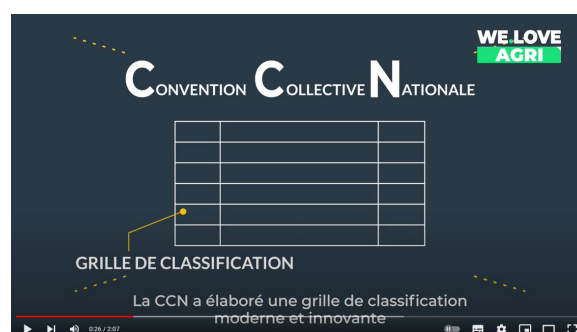 WE.LOVE
AGRI
CONVENTION COLLECTIVE NATIONALE
GRILLE DE CLASSIFICATION
La CCN a élaboré une grille de classification
moderne et innovante
0:26 / 2:07